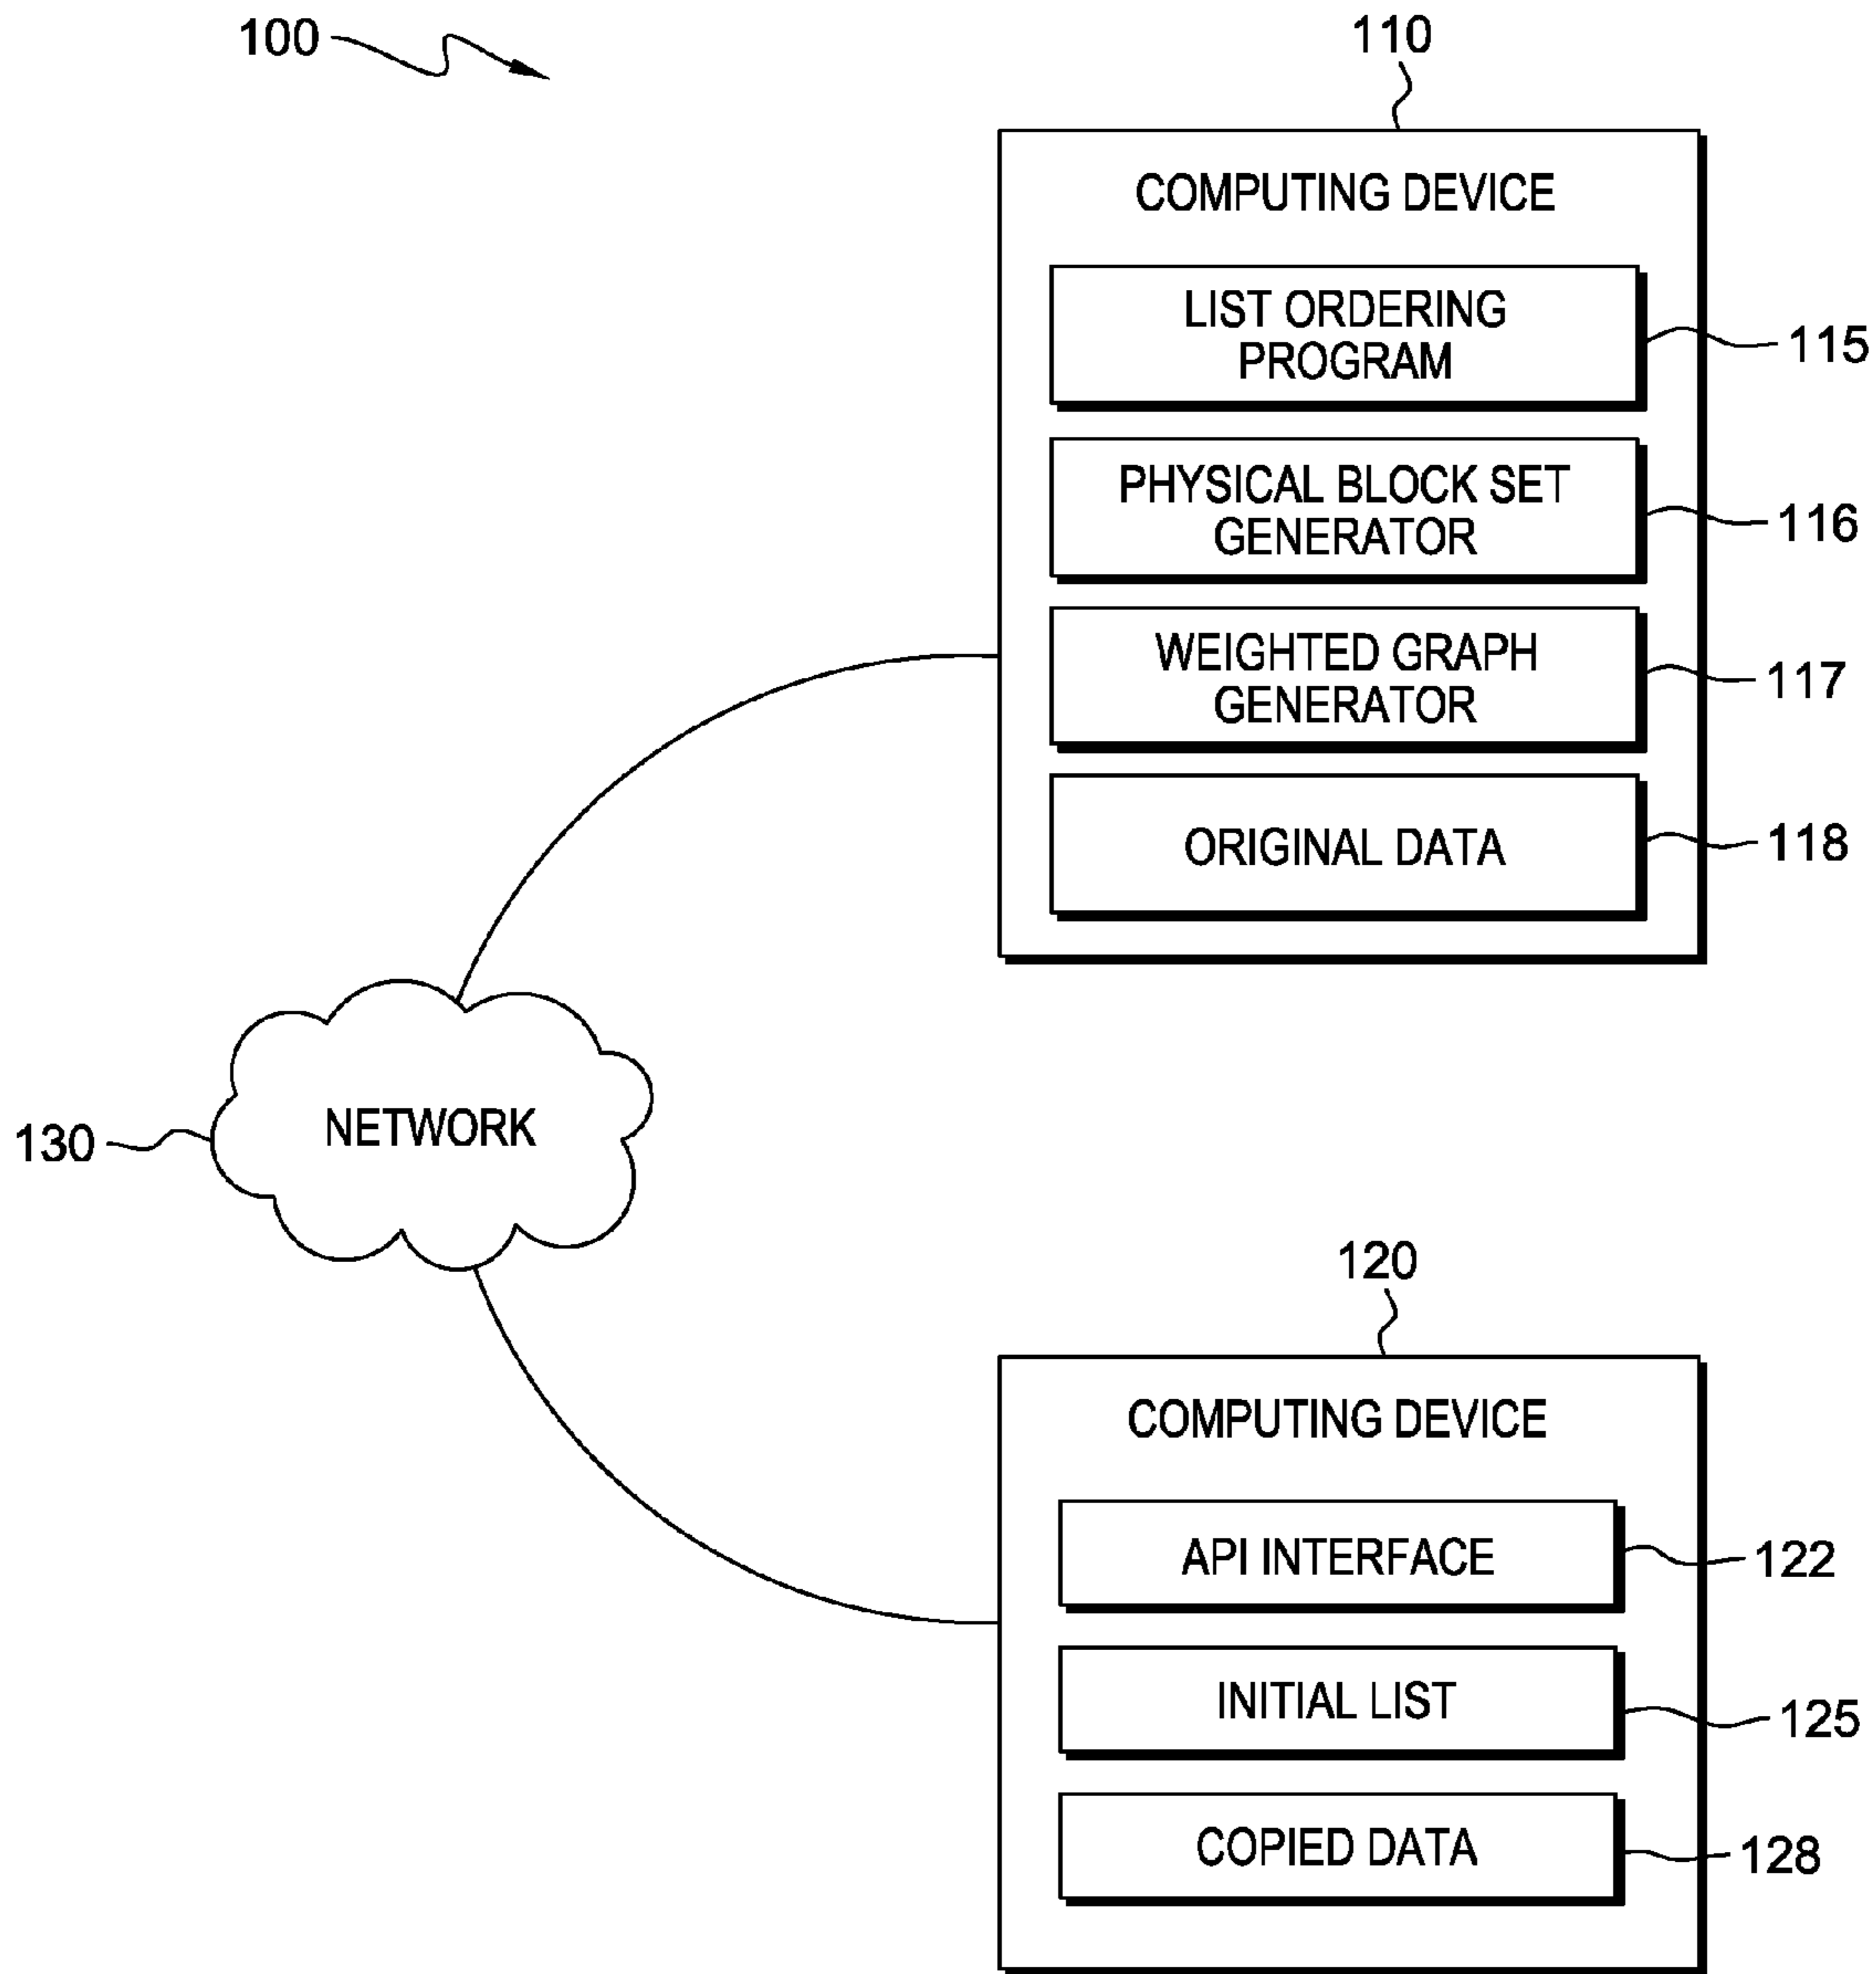 100
110
COMPUTING DEVICE
LIST ORDERING
PROGRAM
115
PHYSICAL BLOCK SET
GENERATOR
116
WEIGHTED GRAPH
GENERATOR
117
ORIGINAL DATA
118
NETWORK
130
120
COMPUTING DEVICE
API INTERFACE
122
INITIAL LIST
125
COPIED DATA
128